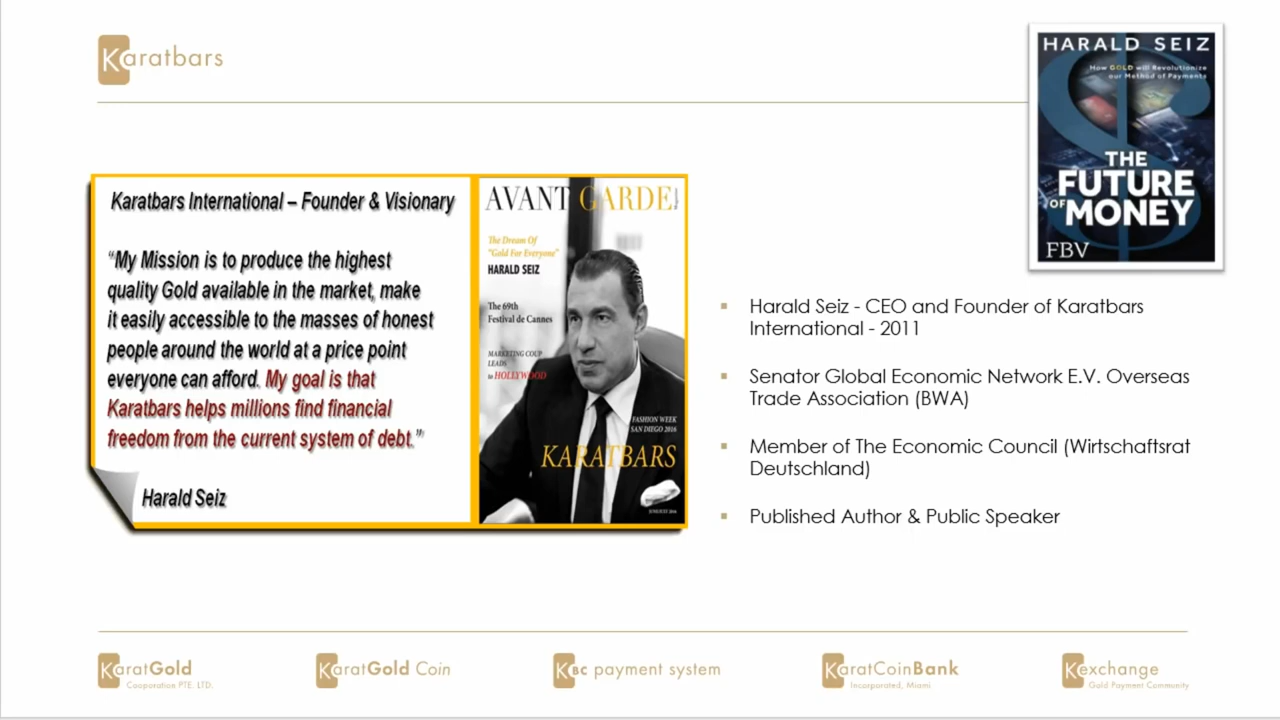 Karatbars
HARALD SEIZ
How GOLD will Revolutionize
our Method of Payments
THE
FUTURE
OF MONEY
FBV
Karatbars International – Founder & Visionary
“My Mission is to produce the highest
quality Gold available in the market, make
it easily accessible to the masses of honest
people around the world at a price point
everyone can afford. My goal is that
Karatbars helps millions find financial
freedom from the current system of debt.”
Harald Seiz
AVANT GARDE
The Dream Of
"Gold For Everyone"
HARALD SEIZ
The 69th
Festival de Cannes
MARKETING COUP
LEADS
to HOLLYWOOD
FASHION WEEK
SAN DIEGO 2016
KARATBARS
Harald Seiz - CEO and Founder of Karatbars
International - 2011
Senator Global Economic Network E.V. Overseas
Trade Association (BWA)
Member of The Economic Council (Wirtschaftsrat
Deutschland)
Published Author & Public Speaker
KaratGold
Cooporation PTE. LTD.
KaratGold Coin
KBC payment system
KaratCoinBank
Incorporated, Miami
Kexchange
Gold Payment Community